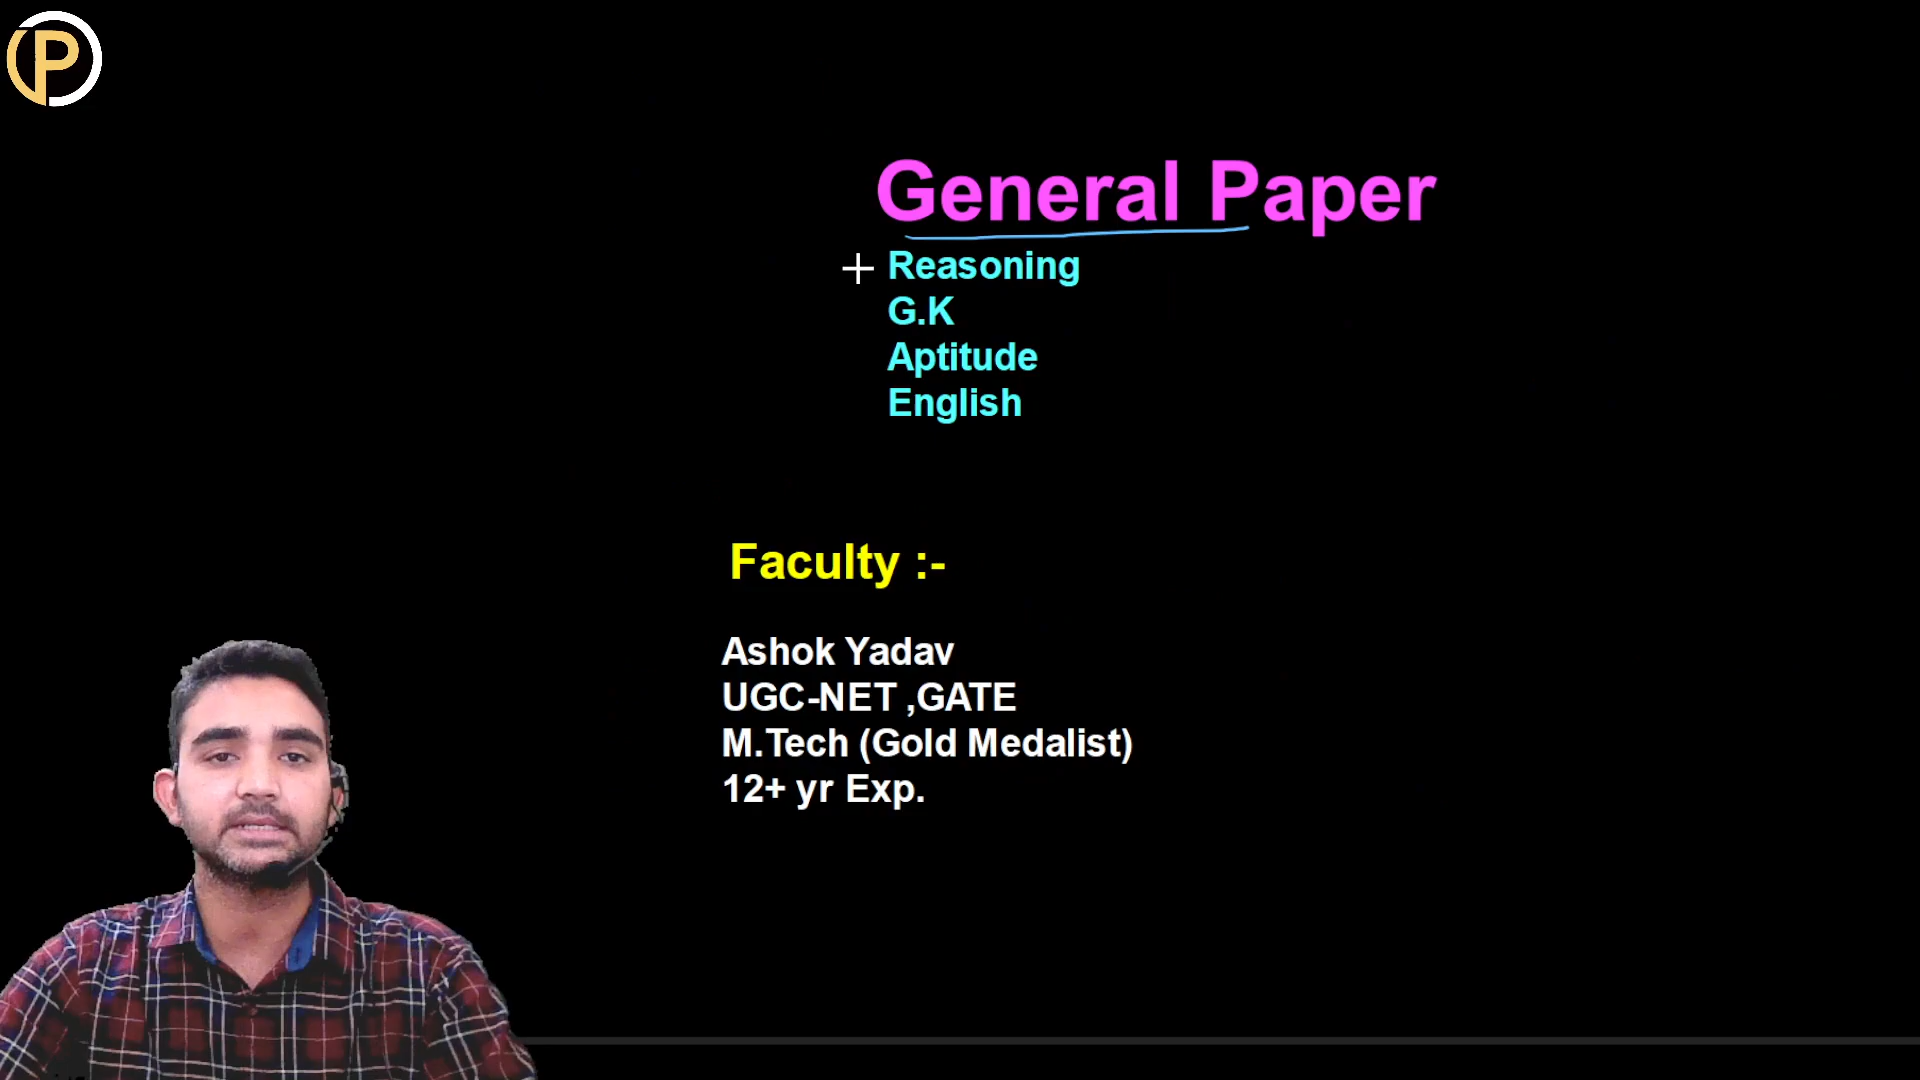 P
General Paper
Reasoning
G.K
Aptitude
English
Faculty :-
Ashok Yadav
UGC-NET ,GATE
M.Tech (Gold Medalist)
12+ yr Exp.